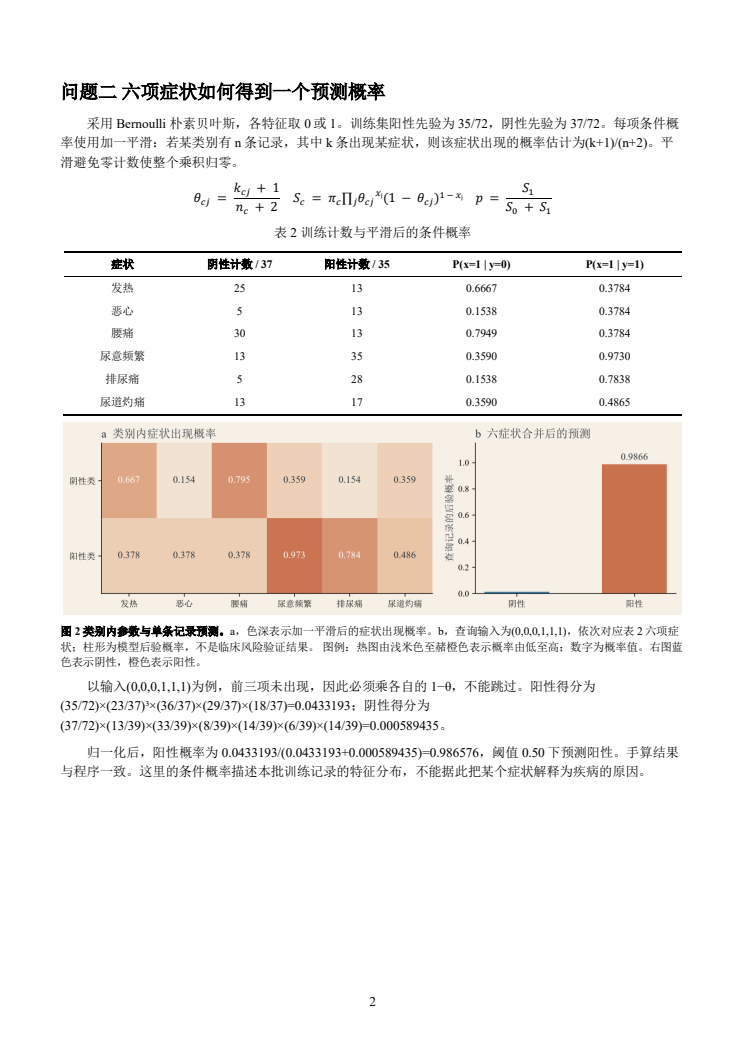 问题二 六项症状如何得到一个预测概率
采用 Bernoulli 朴素贝叶斯，各特征取 0 或 1。训练集阳性先验为 35/72，阴性先验为 37/72。每项条件概
率使用加一平滑：若某类别有 n 条记录，其中 k 条出现某症状，则该症状出现的概率估计为(k+1)/(n+2)。平
滑避免零计数使整个乘积归零。
θcj = (kcj + 1)/(nc + 2) Sc = πc∏jθcj^xj(1 − θcj)^1−xj p = S1/(S0 + S1)
表 2 训练计数与平滑后的条件概率
症状 阴性计数 / 37 阳性计数 / 35 P(x=1 | y=0) P(x=1 | y=1)
发热 25 13 0.6667 0.3784
恶心 5 13 0.1538 0.3784
腰痛 30 13 0.7949 0.3784
尿意频繁 13 35 0.3590 0.9730
排尿痛 5 28 0.1538 0.7838
尿道灼痛 13 17 0.3590 0.4865
a 类别内症状出现概率
阴性类 0.667 0.154 0.795 0.359 0.154 0.359
阳性类 0.378 0.378 0.378 0.973 0.784 0.486
发热 恶心 腰痛 尿意频繁 排尿痛 尿道灼痛
b 六症状合并后的预测
0.9866
查询记录的后验概率
1.0
0.8
0.6
0.4
0.2
0.0
阴性 阳性
图 2 类别内参数与单条记录预测。a，色深表示加一平滑后的症状出现概率。b，查询输入为(0,0,0,1,1,1)，依次对应表 2 六项症
状；柱形为模型后验概率，不是临床风险验证结果。 图例：热图由浅米色至赭橙色表示概率由低至高；数字为概率值。右图蓝
色表示阴性，橙色表示阳性。
以输入(0,0,0,1,1,1)为例，前三项未出现，因此必须乘各自的 1−θ，不能跳过。阳性得分为
(35/72)×(23/37)³×(36/37)×(29/37)×(18/37)=0.0433193；阴性得分为
(37/72)×(13/39)×(33/39)×(8/39)×(14/39)×(6/39)×(14/39)=0.000589435。
归一化后，阳性概率为 0.0433193/(0.0433193+0.000589435)=0.986576，阈值 0.50 下预测阳性。手算结果
与程序一致。这里的条件概率描述本批训练记录的特征分布，不能据此把某个症状解释为疾病的原因。
2